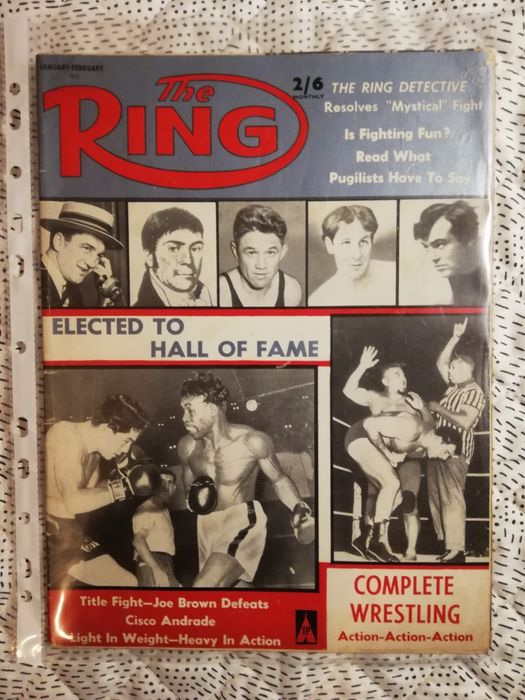 JANUARY-FEBRUARY
The
RING
2/6
MONTHLY
THE RING DETECTIVE
Resolves "Mystical" Fight
Is Fighting Fun?
Read What
Pugilists Have To Say
ELECTED TO
HALL OF FAME
Title Fight—Joe Brown Defeats
Cisco Andrade
Light In Weight—Heavy In Action
COMPLETE
WRESTLING
Action-Action-Action